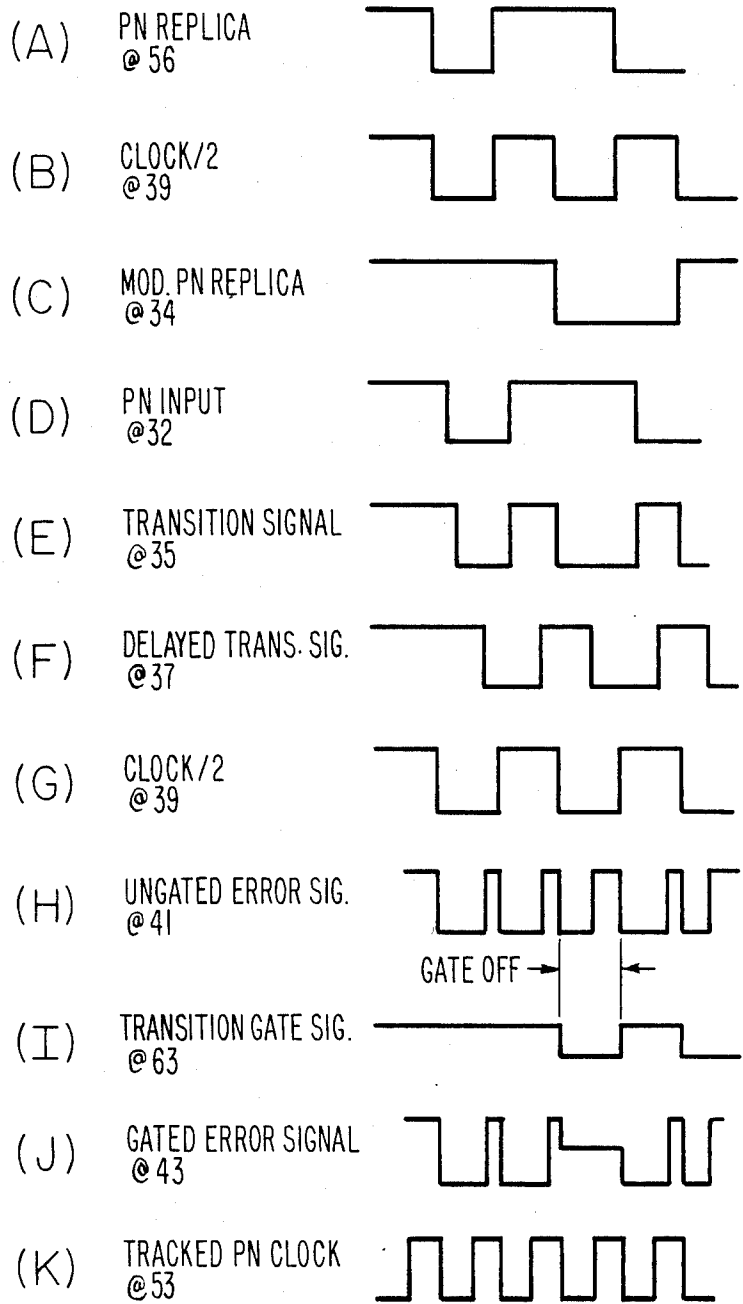 (A) PN REPLICA
@ 56
(B) CLOCK/2
@ 39
(C) MOD. PN REPLICA
@ 34
(D) PN INPUT
@ 32
(E) TRANSITION SIGNAL
@ 35
(F) DELAYED TRANS. SIG.
@ 37
(G) CLOCK/2
@ 39
(H) UNGATED ERROR SIG.
@ 41
GATE OFF
(I) TRANSITION GATE SIG.
@ 63
(J) GATED ERROR SIGNAL
@ 43
(K) TRACKED PN CLOCK
@ 53